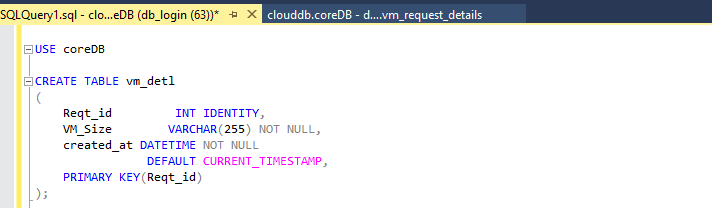 SQLQuery1.sql - clo...eDB (db_login (63))* clouddb.coreDB - d....vm_request_details
USE coreDB
CREATE TABLE vm_detl
(
Reqt_id INT IDENTITY,
VM_Size VARCHAR(255) NOT NULL,
created_at DATETIME NOT NULL
DEFAULT CURRENT_TIMESTAMP,
PRIMARY KEY(Reqt_id)
);